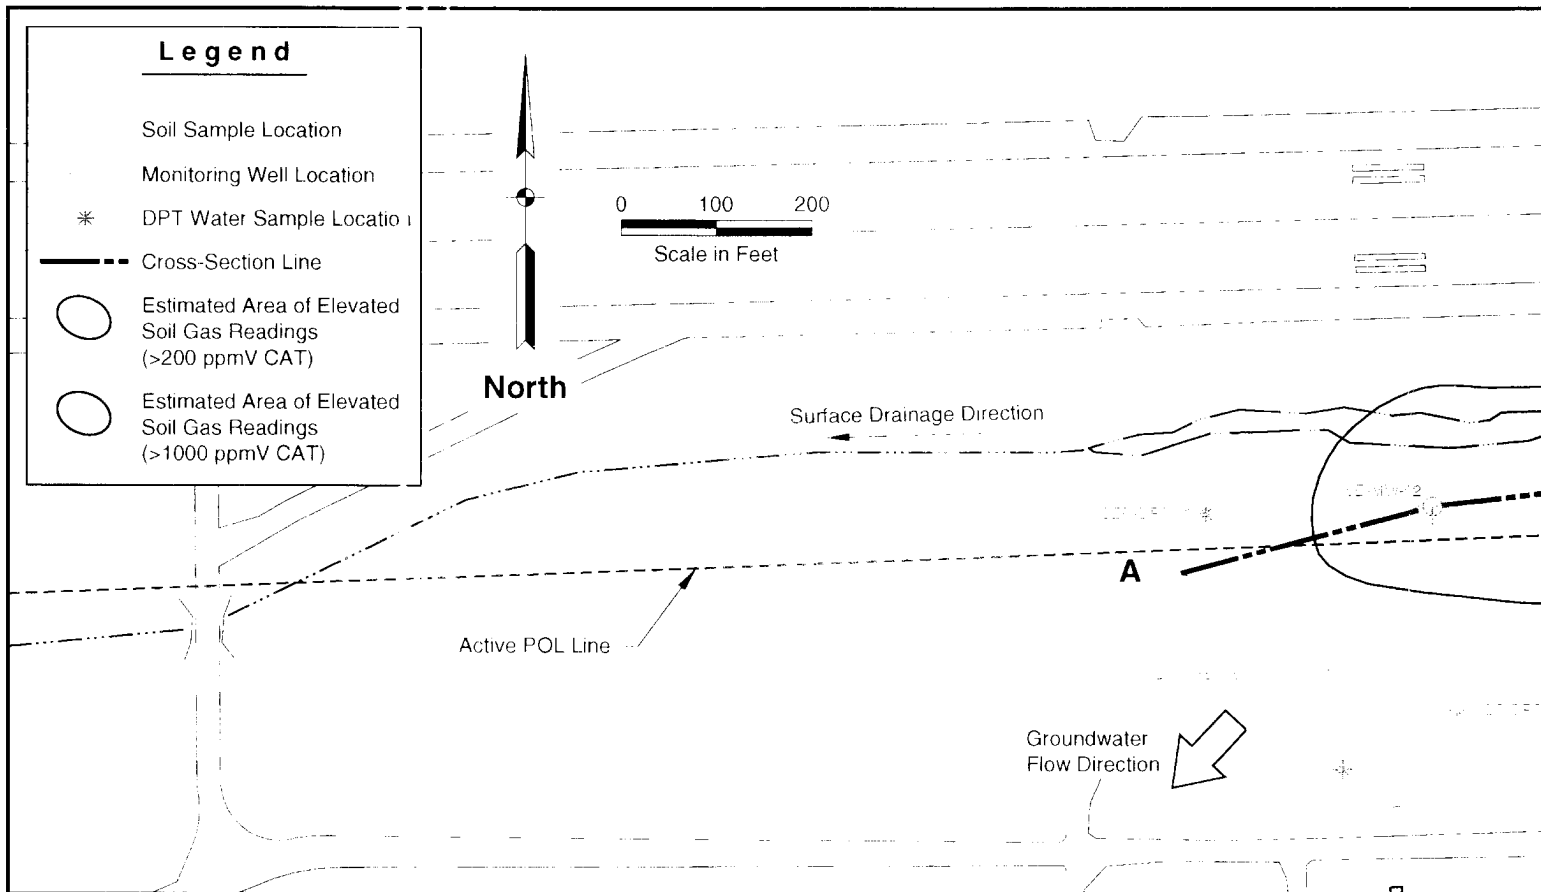 Legend
Soil Sample Location
Monitoring Well Location
DPT Water Sample Location
Cross-Section Line
Estimated Area of Elevated
Soil Gas Readings
(>200 ppmV CAT)
Estimated Area of Elevated
Soil Gas Readings
(>1000 ppmV CAT)
North
0 100 200
Scale in Feet
Surface Drainage Direction
A
Active POL Line
Groundwater
Flow Direction